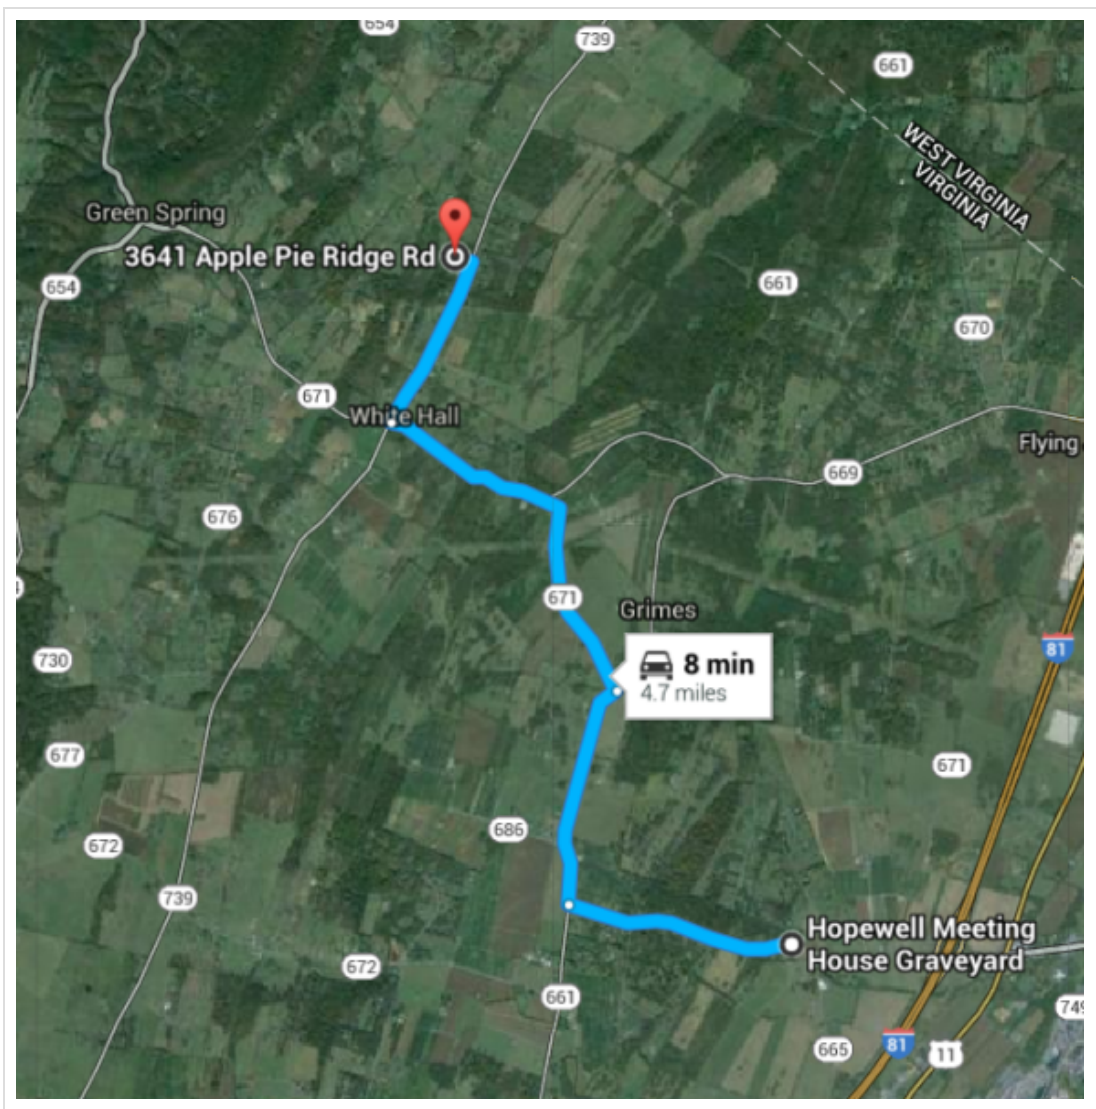 654
739
661
WEST VIRGINIA
VIRGINIA
Green Spring
3641 Apple Pie Ridge Rd
654
661
670
671
White Hall
Flying
669
676
671
Grimes
730
8 min
4.7 miles
81
677
671
686
672
739
Hopewell Meeting
House Graveyard
672
661
749
665
81
11